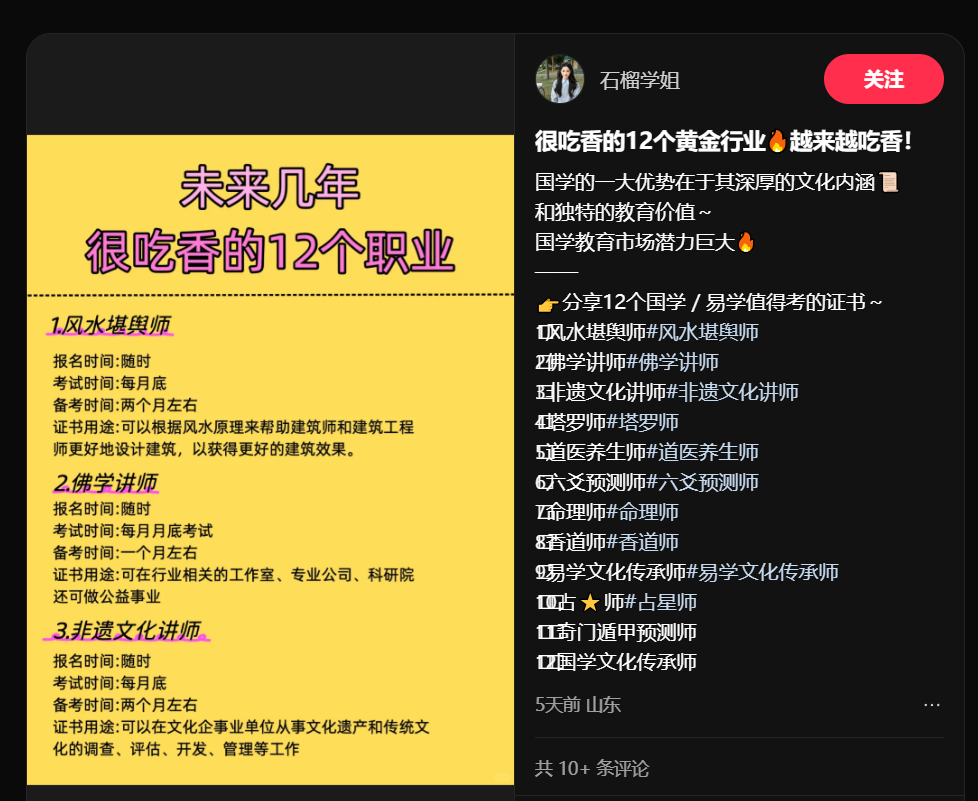 未来几年
很吃香的12个职业
1.风水堪舆师
报名时间:随时
考试时间:每月底
备考时间:两个月左右
证书用途:可以根据风水原理来帮助建筑师和建筑工程
师更好地设计建筑，以获得更好的建筑效果。
2.佛学讲师
报名时间:随时
考试时间:每月月底考试
备考时间:一个月左右
证书用途:可在行业相关的工作室、专业公司、科研院
还可做公益事业
3.非遗文化讲师
报名时间:随时
考试时间:每月底
备考时间:两个月左右
证书用途:可以在文化企事业单位从事文化遗产和传统文
化的调查、评估、开发、管理等工作
石榴学姐
关注
很吃香的12个黄金行业🔥越来越吃香！
国学的一大优势在于其深厚的文化内涵📜
和独特的教育价值～
国学教育市场潜力巨大🔥
——
👉分享12个国学 / 易学值得考的证书～
1⃣风水堪舆师#风水堪舆师
2⃣佛学讲师#佛学讲师
3⃣非遗文化讲师#非遗文化讲师
4⃣塔罗师#塔罗师
5⃣道医养生师#道医养生师
6⃣六爻预测师#六爻预测师
7⃣命理师#命理师
8⃣香道师#香道师
9⃣易学文化传承师#易学文化传承师
1⃣0⃣占⭐师#占星师
1⃣1⃣奇门遁甲预测师
1⃣2⃣国学文化传承师
5天前 山东
...
共 10+ 条评论